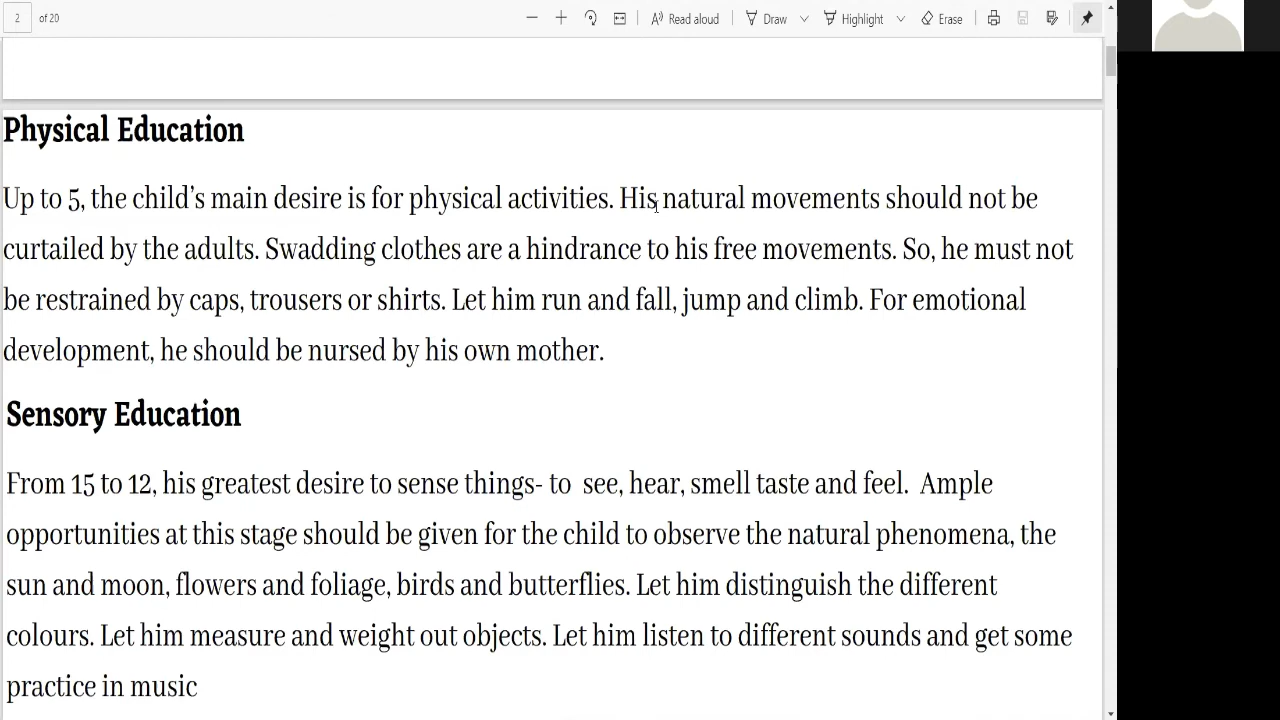 2 of 20 Read aloud Draw Highlight Erase
Physical Education
Up to 5, the child’s main desire is for physical activities. His natural movements should not be
curtailed by the adults. Swadding clothes are a hindrance to his free movements. So, he must not
be restrained by caps, trousers or shirts. Let him run and fall, jump and climb. For emotional
development, he should be nursed by his own mother.
Sensory Education
From 15 to 12, his greatest desire to sense things- to see, hear, smell taste and feel. Ample
opportunities at this stage should be given for the child to observe the natural phenomena, the
sun and moon, flowers and foliage, birds and butterflies. Let him distinguish the different
colours. Let him measure and weight out objects. Let him listen to different sounds and get some
practice in music